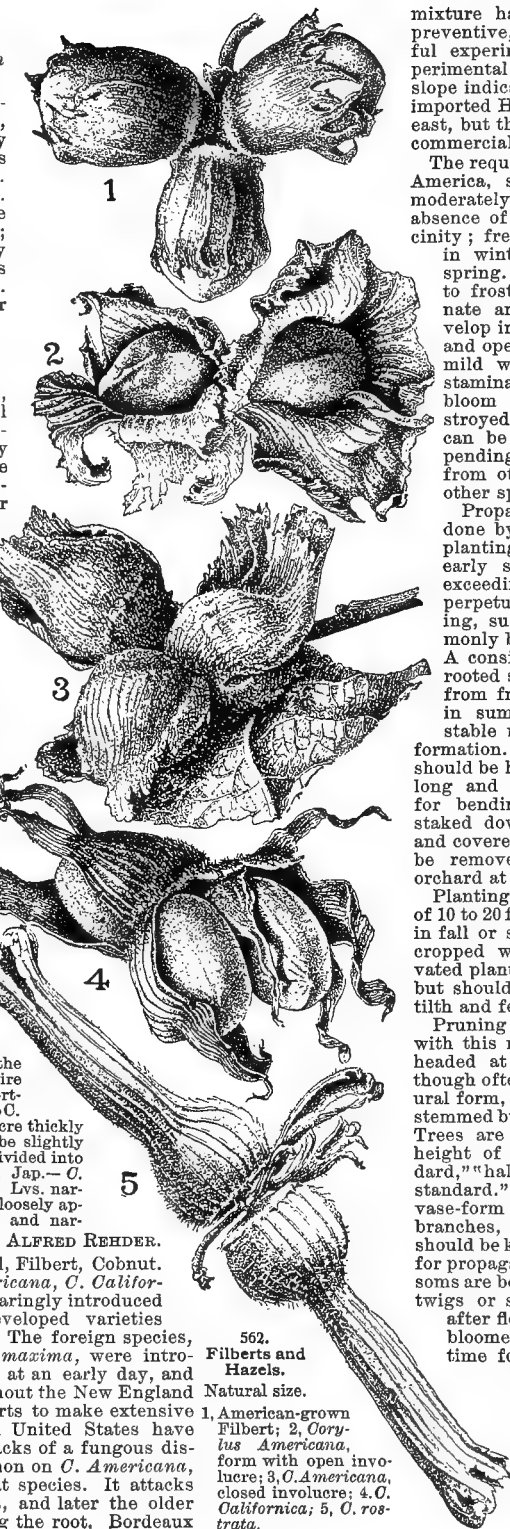 1
2
3
4
5
the
ire
rt-
C.
cre thickly
be slightly
ivided into
Jap.— C.
Lvs. nar-
loosely ap-
and nar-
ALFRED REHDER.
l, Filbert, Cobnut.
ricana, C. Califor-
aringly introduced
eveloped varieties
The foreign species,
maxima, were intro-
at an early day, and
hout the New England
rts to make extensive
United States have
cks of a fungous dis-
non on C. Americana,
at species. It attacks
, and later the older
g the root. Bordeaux
562.
Filberts and
Hazels.
Natural size.
1, American-grown
Filbert; 2, Cory-
lus Americana,
form with open invo-
lucre; 3, C. Americana,
closed involucre; 4. C.
Californica; 5, C. ros-
trata.
mixture ha
preventive,
ful experin
perimental
slope indica
imported H
east, but th
commercial
The requ
America, s
moderately
absence of
cinity; fre
in wint
spring.
to frost
nate an
velop in
and ope
mild w
stamina
bloom
stroyed
can be
pending
from ot
other sp
Propa
done by
planting
early s
exceedin
perpetu
ing, su
monly b
A consi
rooted s
from fr
in sum
stable r
formation.
should be h
long and
for bendin
staked dov
and covere
be remove
orchard at
Planting
of 10 to 20 f
in fall or s
cropped w
vated plant
but should
tilth and fe
Pruning
with this r
headed at
though ofte
ural form,
stemmed bu
Trees are
height of
dard," "hal
standard."
vase-form
branches,
should be k
for propag
soms are be
twigs or s
after flo
bloome
time fo